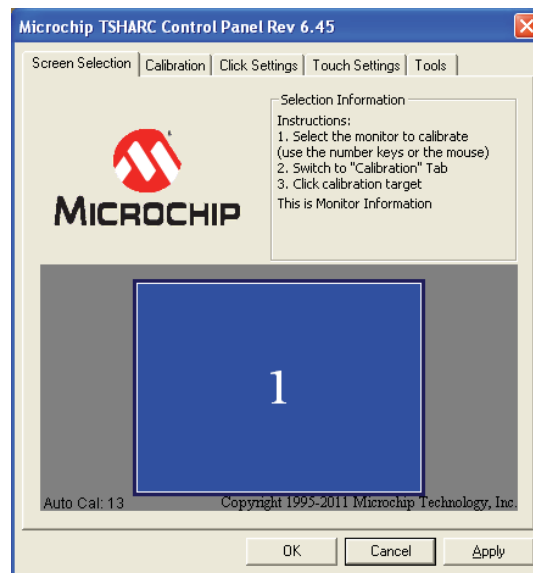 Microchip TSHARC Control Panel Rev 6.45
Screen Selection Calibration Click Settings Touch Settings Tools
Selection Information
Instructions:
1. Select the monitor to calibrate
(use the number keys or the mouse)
2. Switch to "Calibration" Tab
3. Click calibration target
This is Monitor Information
MICROCHIP
1
Auto Cal: 13 Copyright 1995-2011 Microchip Technology, Inc.
OK Cancel Apply